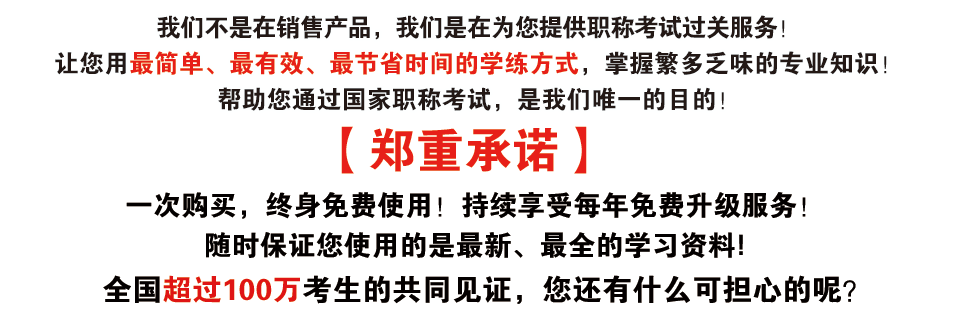 我们不是在销售产品，我们是在为您提供职称考试过关服务！
让您用最简单、最有效、最节省时间的学练方式，掌握繁多乏味的专业知识！
帮助您通过国家职称考试，是我们唯一的目的！
【郑重承诺】
一次购买，终身免费使用！持续享受每年免费升级服务！
随时保证您使用的是最新、最全的学习资料!
全国超过100万考生的共同见证，您还有什么可担心的呢？